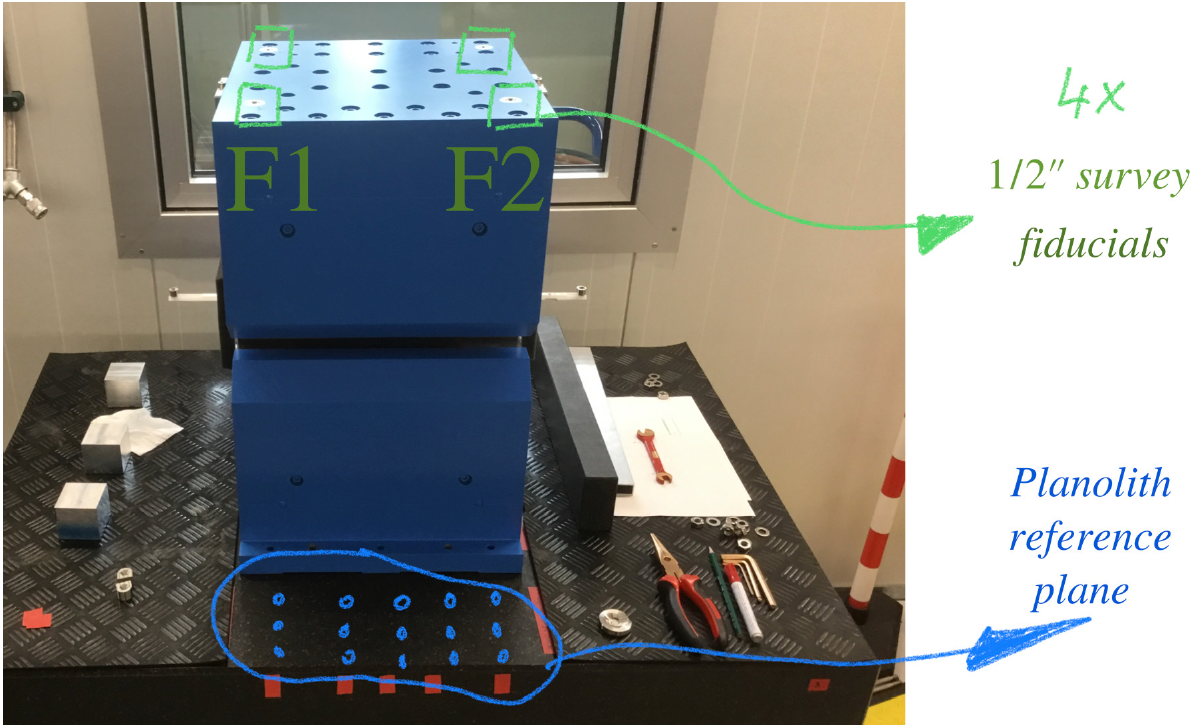 4x
1/2″ survey
fiducials
F1 F2
Planolith
reference
plane